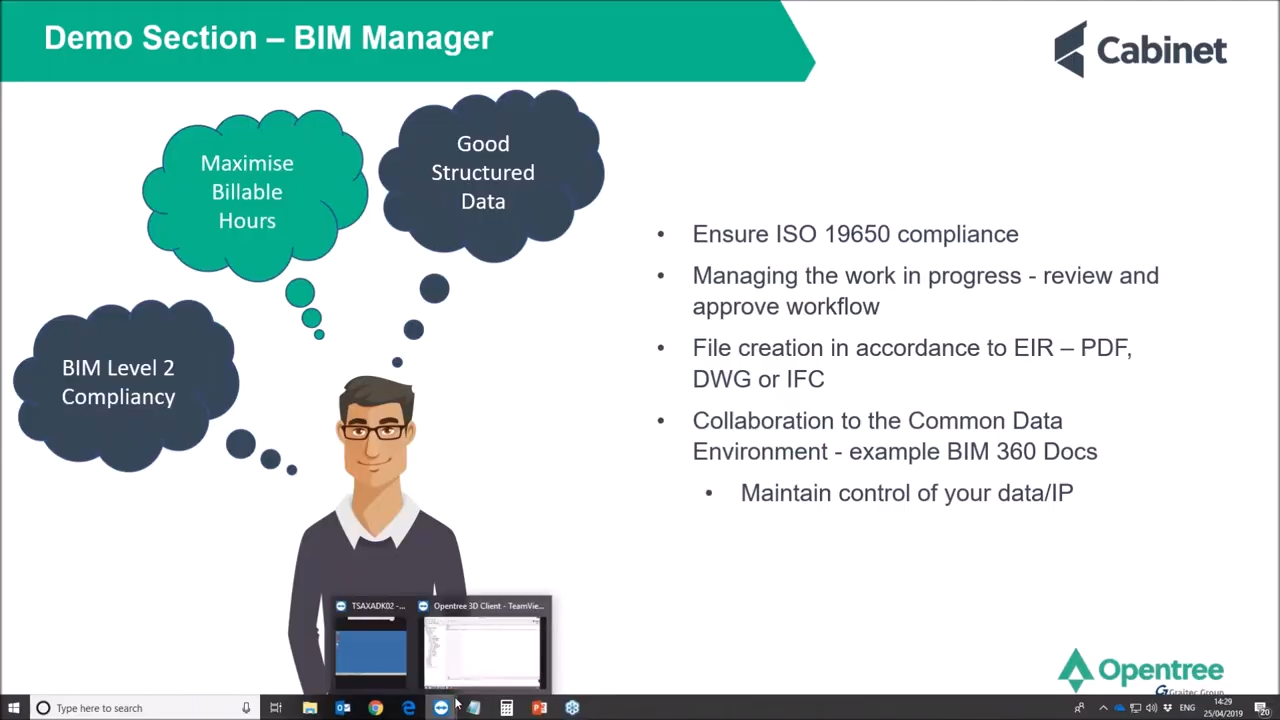 Demo Section – BIM Manager
Cabinet
Maximise
Billable
Hours
Good
Structured
Data
BIM Level 2
Compliancy
• Ensure ISO 19650 compliance
• Managing the work in progress - review and
approve workflow
• File creation in accordance to EIR – PDF,
DWG or IFC
• Collaboration to the Common Data
Environment - example BIM 360 Docs
• Maintain control of your data/IP
TSAXADK02 -...
Opentree 3D Client - TeamVie...
Opentree
Graitec Group
Type here to search
ENG
14:29
25/04/2019
20